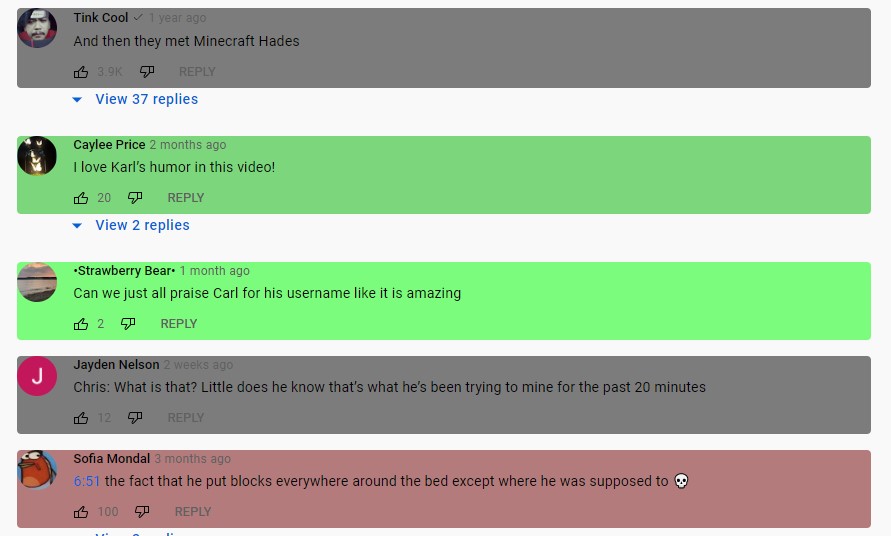 Tink Cool ✓ 1 year ago
And then they met Minecraft Hades
3.9K REPLY
View 37 replies
Caylee Price 2 months ago
I love Karl's humor in this video!
20 REPLY
View 2 replies
•Strawberry Bear• 1 month ago
Can we just all praise Carl for his username like it is amazing
2 REPLY
J
Jayden Nelson 2 weeks ago
Chris: What is that? Little does he know that's what he's been trying to mine for the past 20 minutes
12 REPLY
Sofia Mondal 3 months ago
6:51 the fact that he put blocks everywhere around the bed except where he was supposed to 💀
100 REPLY
View